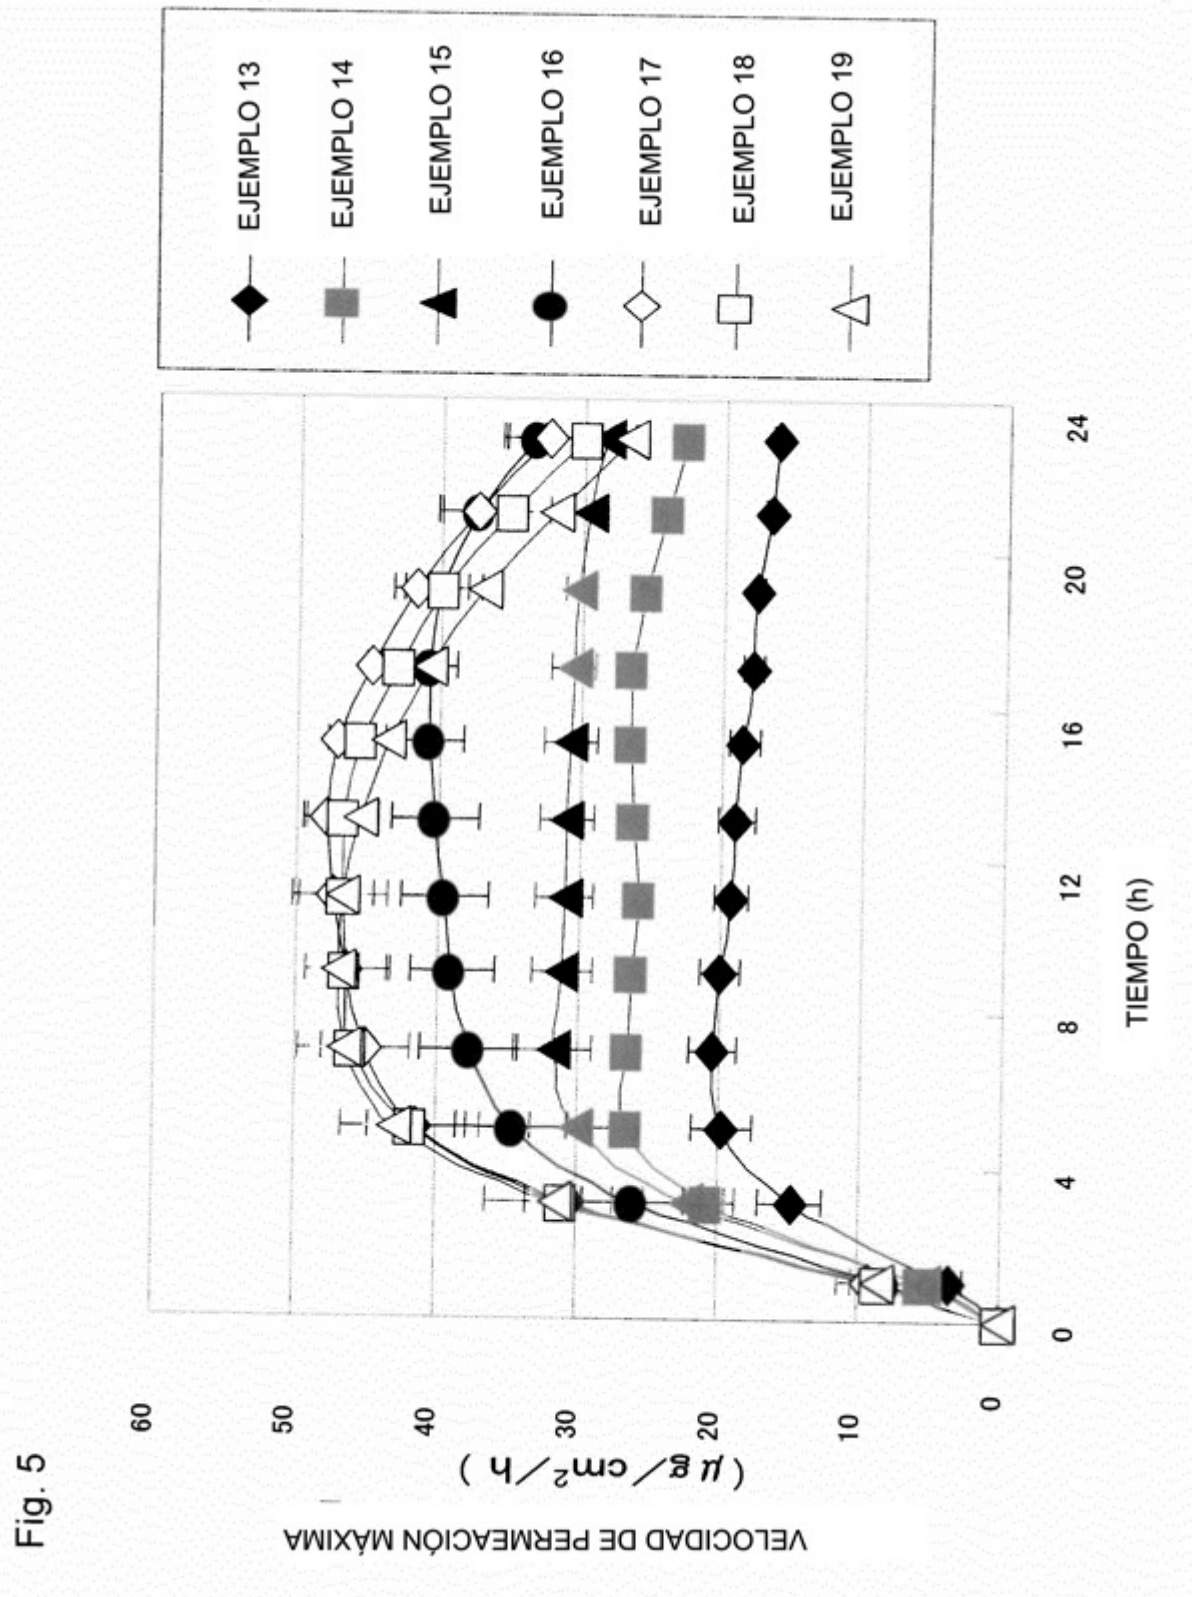 Fig. 5
VELOCIDAD DE PERMEACIÓN MÁXIMA
(μg/cm²/h)
60
50
40
30
20
10
0
0
4
8
12
16
20
24
TIEMPO (h)
EJEMPLO 13
EJEMPLO 14
EJEMPLO 15
EJEMPLO 16
EJEMPLO 17
EJEMPLO 18
EJEMPLO 19